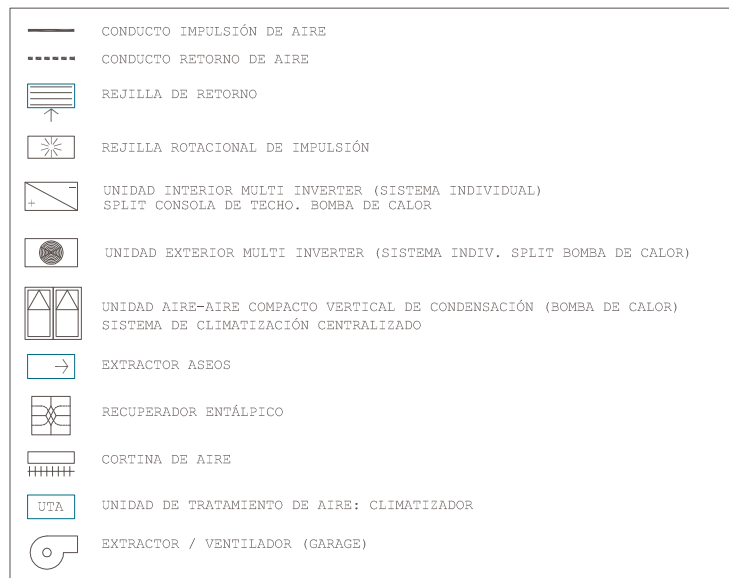 CONDUCTO IMPULSIÓN DE AIRE
CONDUCTO RETORNO DE AIRE
REJILLA DE RETORNO
REJILLA ROTACIONAL DE IMPULSIÓN
- +
UNIDAD INTERIOR MULTI INVERTER (SISTEMA INDIVIDUAL)
SPLIT CONSOLA DE TECHO. BOMBA DE CALOR
UNIDAD EXTERIOR MULTI INVERTER (SISTEMA INDIV. SPLIT BOMBA DE CALOR)
UNIDAD AIRE-AIRE COMPACTO VERTICAL DE CONDENSACIÓN (BOMBA DE CALOR)
SISTEMA DE CLIMATIZACIÓN CENTRALIZADO
EXTRACTOR ASEOS
RECUPERADOR ENTÁLPICO
CORTINA DE AIRE
UTA UNIDAD DE TRATAMIENTO DE AIRE: CLIMATIZADOR
EXTRACTOR / VENTILADOR (GARAGE)